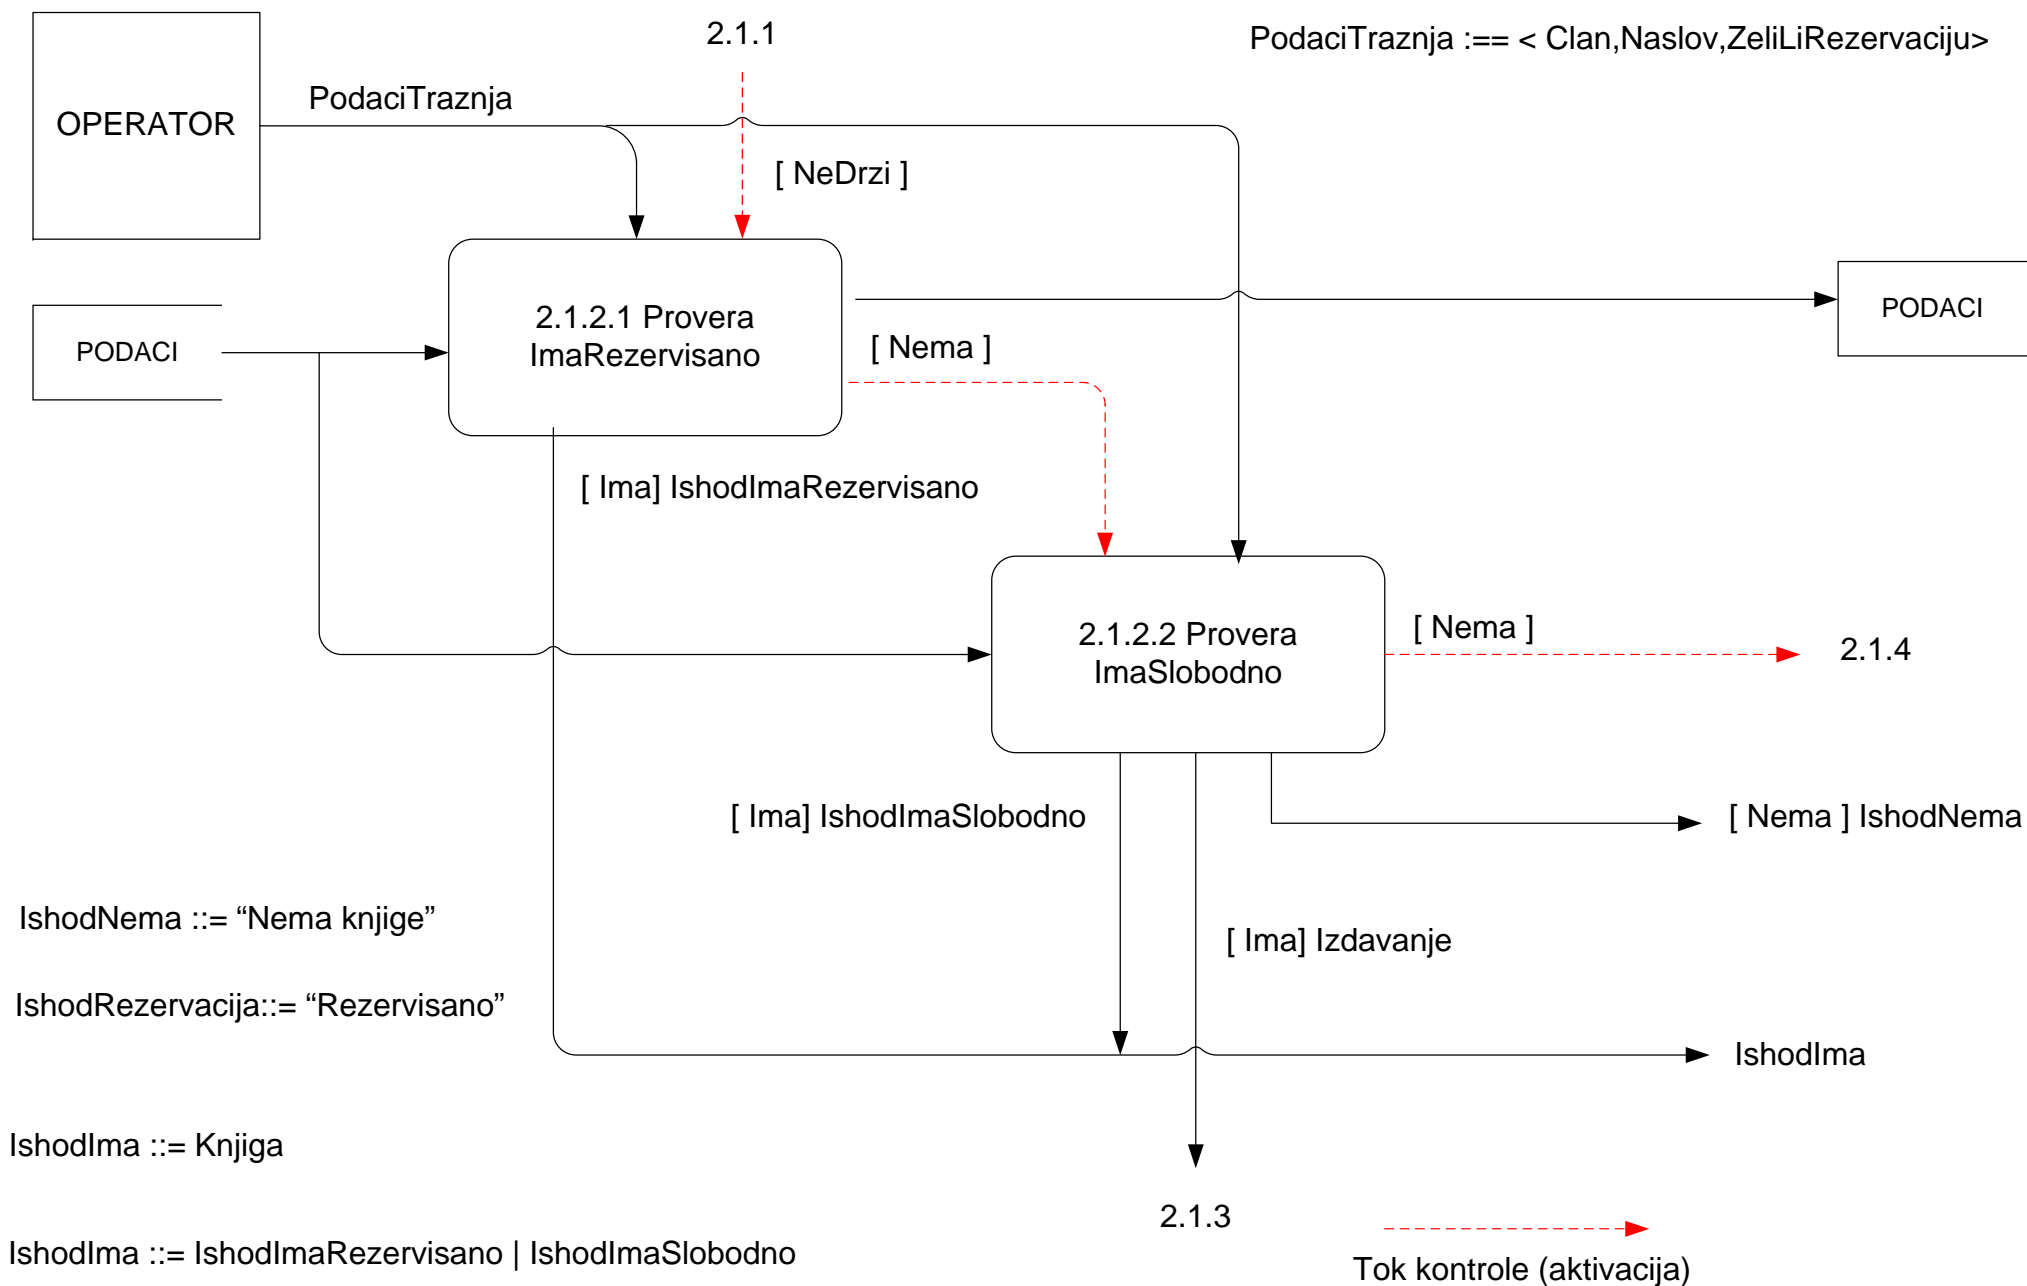 2.1.1
PodaciTraznja :== < Clan,Naslov,ZeliLiRezervaciju>
PodaciTraznja
OPERATOR
[ NeDrzi ]
2.1.2.1 Provera
ImaRezervisano
PODACI
[ Nema ]
PODACI
[ Ima] IshodImaRezervisano
2.1.2.2 Provera
ImaSlobodno
[ Nema ]
2.1.4
[ Ima] IshodImaSlobodno
[ Nema ] IshodNema
IshodNema ::= “Nema knjige”
[ Ima] Izdavanje
IshodRezervacija::= “Rezervisano”
IshodIma
IshodIma ::= Knjiga
2.1.3
IshodIma ::= IshodImaRezervisano | IshodImaSlobodno
Tok kontrole (aktivacija)